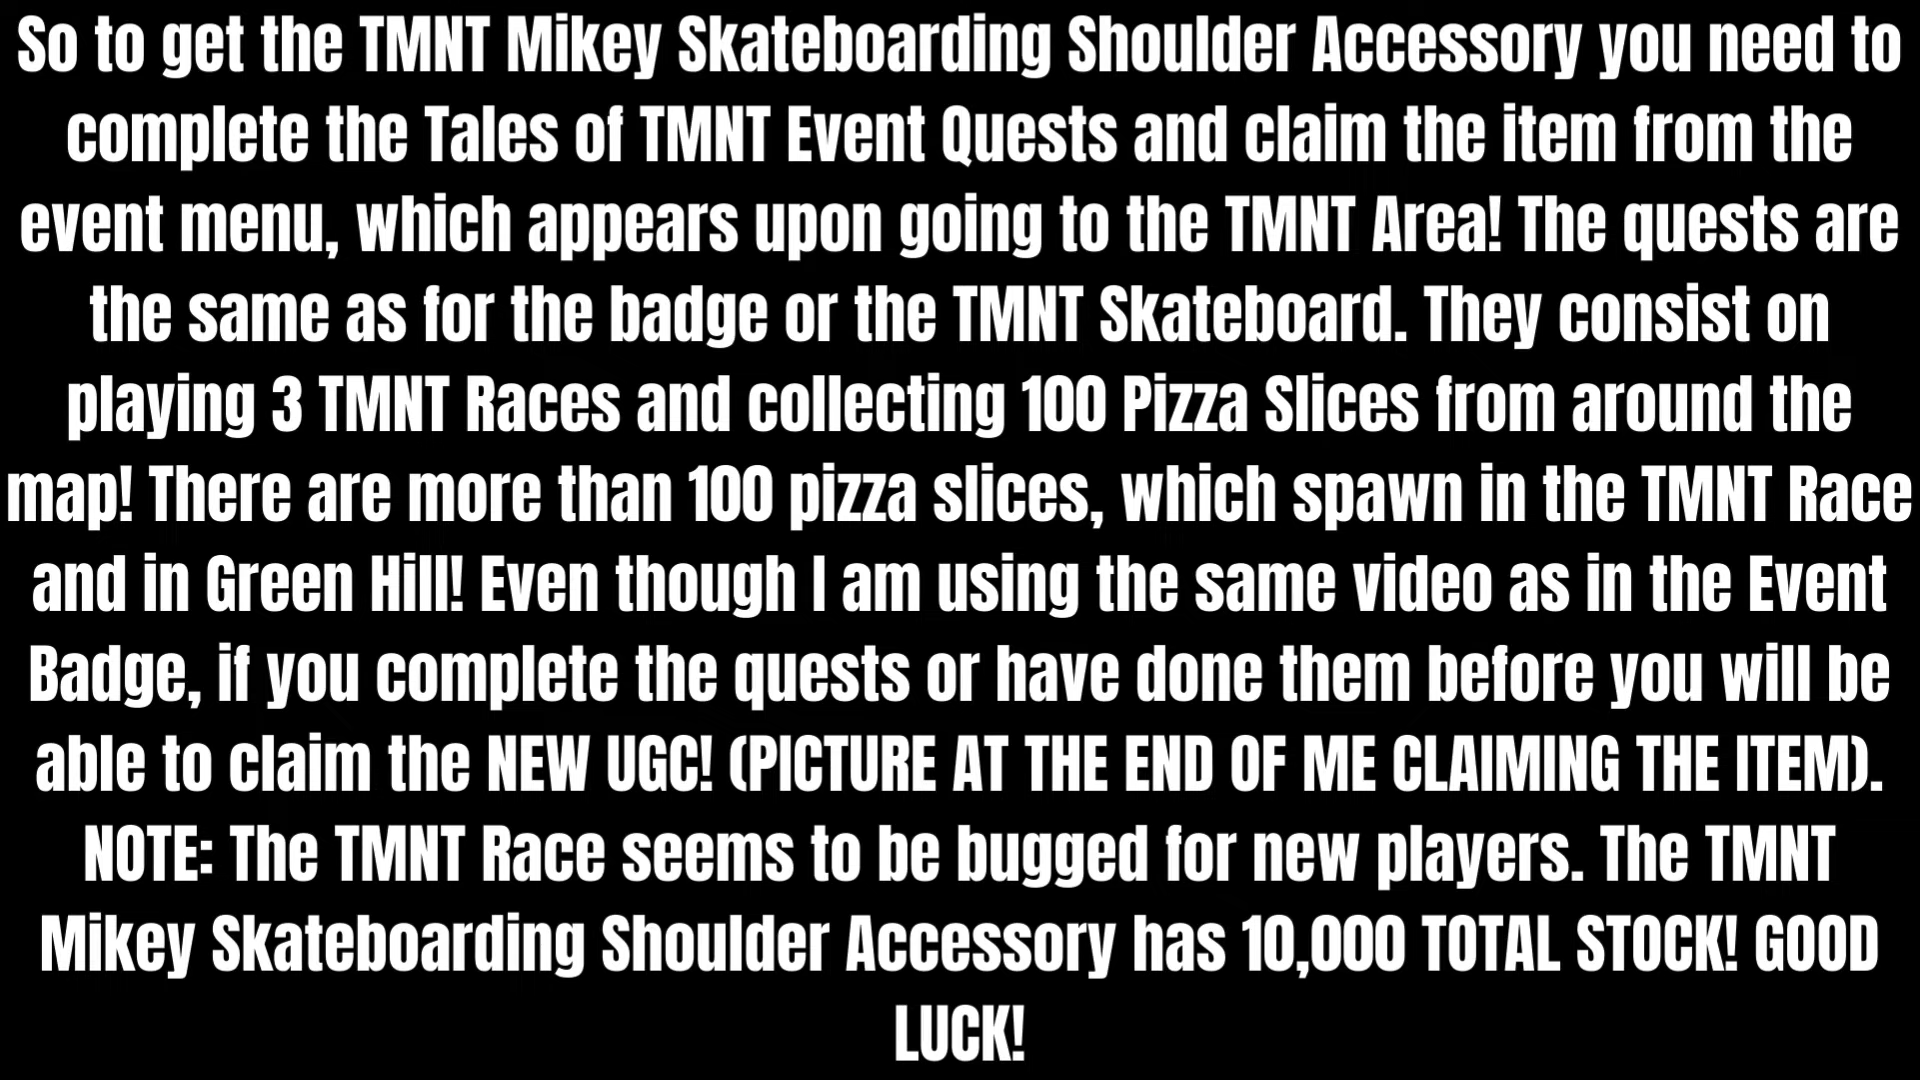 So to get the TMNT Mikey Skateboarding Shoulder Accessory you need to
complete the Tales of TMNT Event Quests and claim the item from the
event menu, which appears upon going to the TMNT Area! The quests are
the same as for the badge or the TMNT Skateboard. They consist on
playing 3 TMNT Races and collecting 100 Pizza Slices from around the
map! There are more than 100 pizza slices, which spawn in the TMNT Race
and in Green Hill! Even though I am using the same video as in the Event
Badge, if you complete the quests or have done them before you will be
able to claim the NEW UGC! (PICTURE AT THE END OF ME CLAIMING THE ITEM).
NOTE: The TMNT Race seems to be bugged for new players. The TMNT
Mikey Skateboarding Shoulder Accessory has 10,000 TOTAL STOCK! GOOD
LUCK!